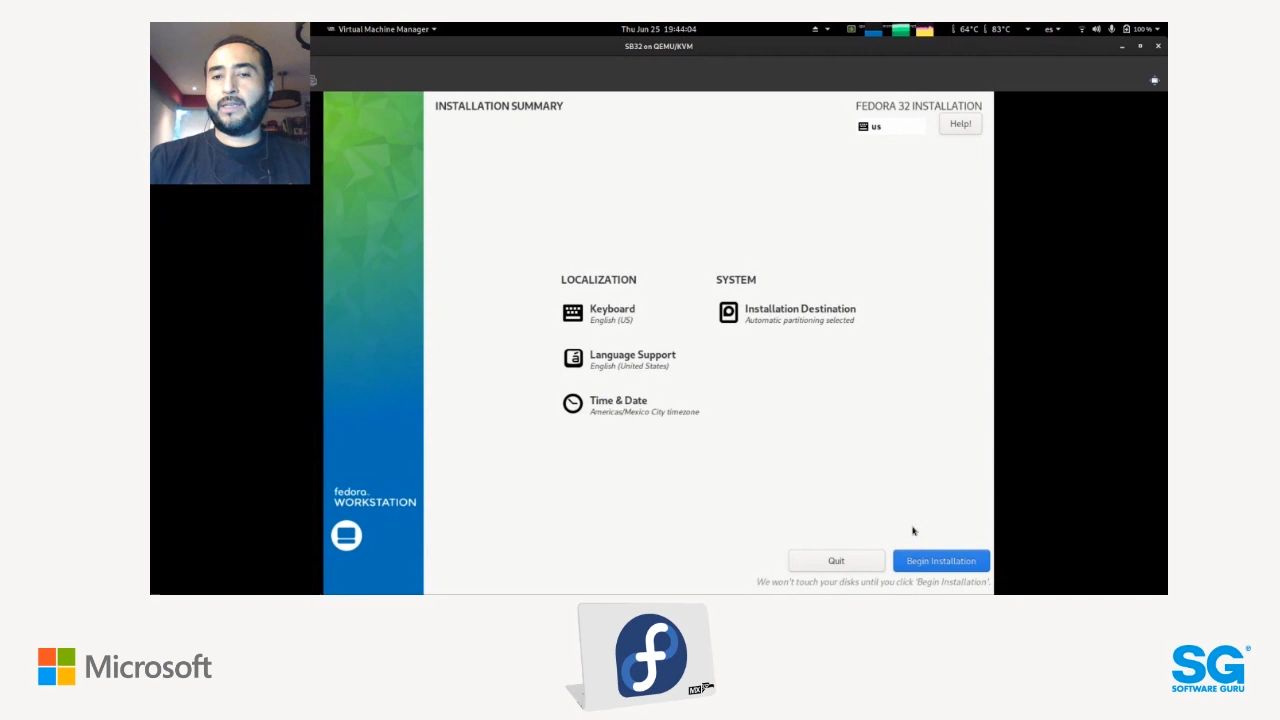 Virtual Machine Manager
Thu Jun 25 19:44:04
64°C
83°C
es
100 %
SB32 on QEMU/KVM
INSTALLATION SUMMARY
FEDORA 32 INSTALLATION
us
Help!
LOCALIZATION
SYSTEM
Keyboard
English (US)
Installation Destination
Automatic partitioning selected
Language Support
English (United States)
Time & Date
Americas/Mexico City timezone
fedora.
WORKSTATION
Quit
Begin Installation
We won't touch your disks until you click 'Begin Installation'.
Microsoft
MX
SG
SOFTWARE GURU